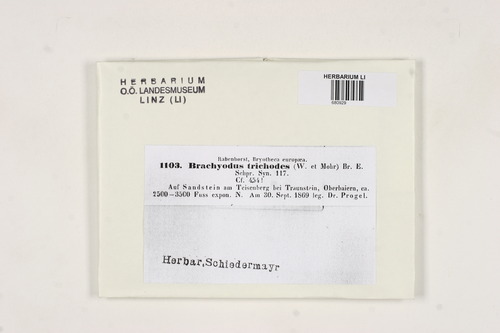 HERBARIUM
O.Ö. LANDESMUSEUM
LINZ (LI)
HERBARIUM LI
680929
Rabenhorst, Bryotheca europæa.
1103. Brachyodus trichodes (W. et Mohr) Br. E.
Schpr. Syn. 117.
Cf. 454!
Auf Sandstein am Teisenberg bei Traunstein, Oberbaiern, ca.
2500—3500 Fuss expon. N. Am 30. Sept. 1869 leg. Dr. Progel.
Herbar, Schiedermayr